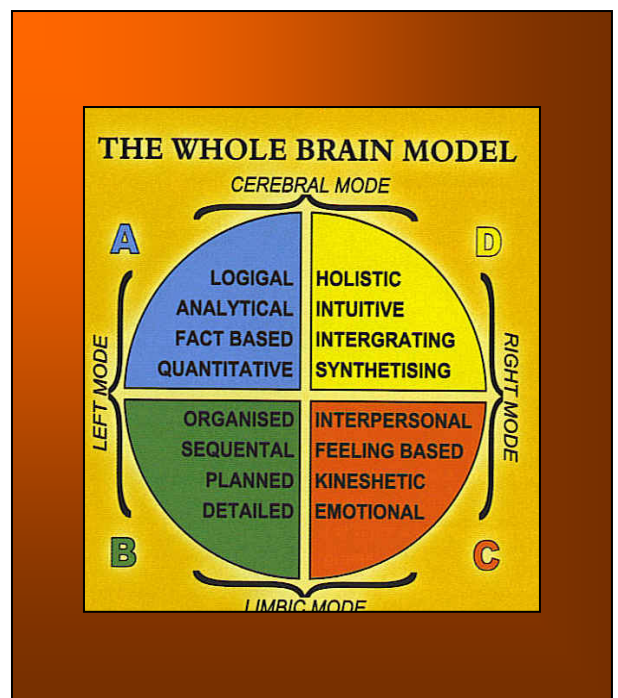 THE WHOLE BRAIN MODEL
CEREBRAL MODE
A
D
LOGIGAL
ANALYTICAL
FACT BASED
QUANTITATIVE
HOLISTIC
INTUITIVE
INTERGRATING
SYNTHETISING
LEFT MODE
RIGHT MODE
ORGANISED
SEQUENTAL
PLANNED
DETAILED
INTERPERSONAL
FEELING BASED
KINESHETIC
EMOTIONAL
B
C
LIMBIC MODE